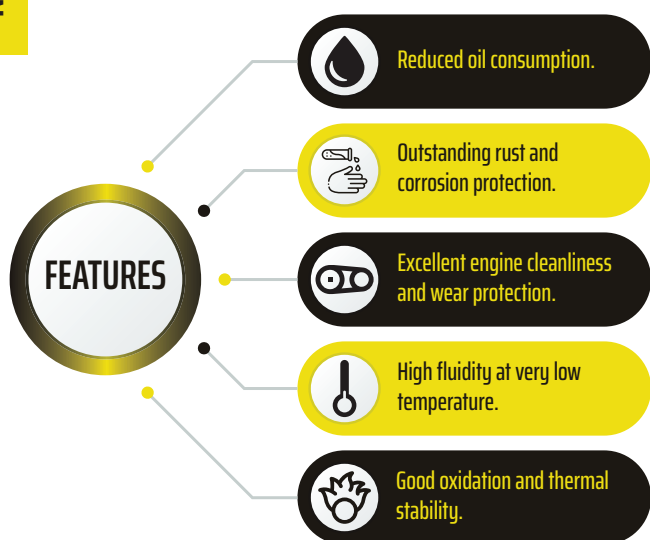 FEATURES
Reduced oil consumption.
Outstanding rust and
corrosion protection.
Excellent engine cleanliness
and wear protection.
High fluidity at very low
temperature.
Good oxidation and thermal
stability.